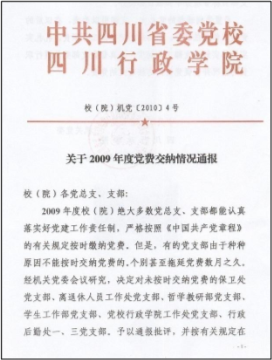 中共四川省委党校
四川行政学院
校（院）机党〔2010〕4号
关于2009年度党费交纳情况通报
校（院）各党总支、支部：
2009年度校（院）绝大多数党总支、支部都能认真
落实好党建工作责任制，严格按照《中国共产党章程》
的有关规定按时缴纳党费。但是，有的党支部由于种种
原因不能按时交纳党费的，个别甚至拖延党费数月之久。
经机关党委会议研究，决定对未按时交纳党费的保卫处
党支部、离退休人员工作处党支部、哲学教研部党支部、
学生工作部党支部、党校行政学院工作处党支部、行政
后勤处一、三党支部、予以通报批评，并按有关规定在